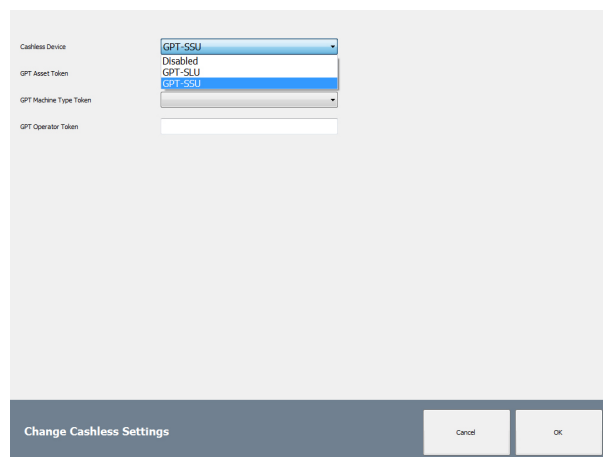 Cashless Device
GPT-SSU
Disabled
GPT Asset Token
GPT-SLU
GPT-SSU
GPT Machine Type Token
GPT Operator Token
Change Cashless Settings
Cancel
OK